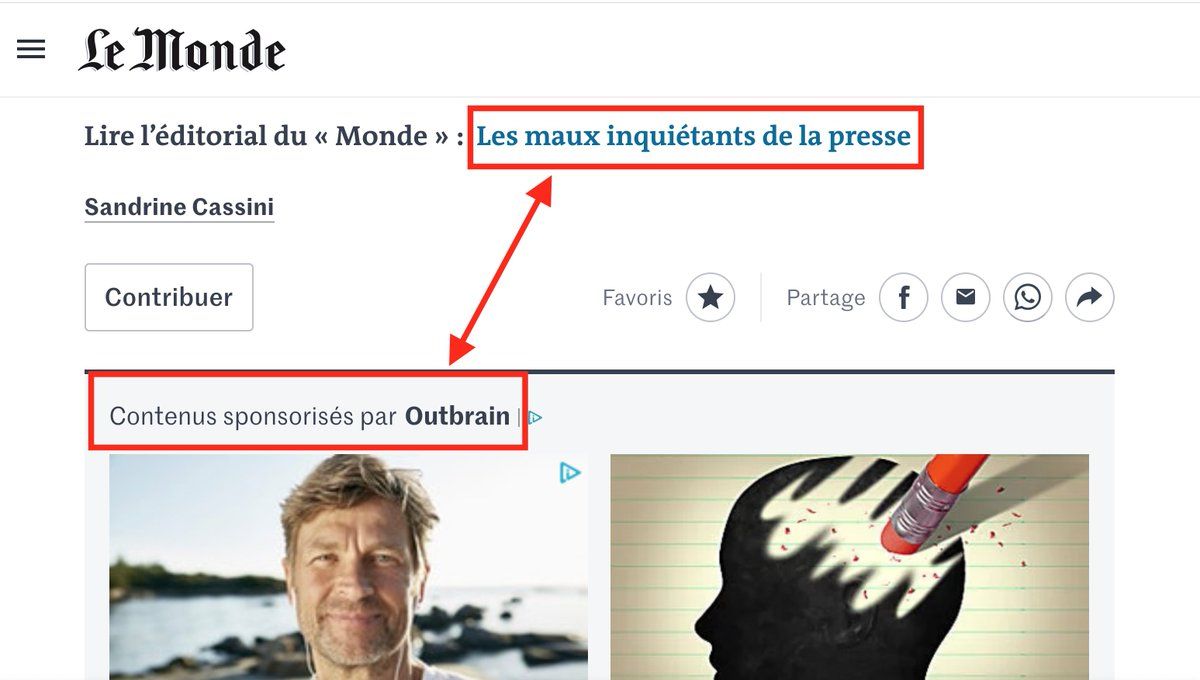 Le Monde
Lire l’éditorial du « Monde » : Les maux inquiétants de la presse
Sandrine Cassini
Contribuer
Favoris
Partage
Contenus sponsorisés par Outbrain |